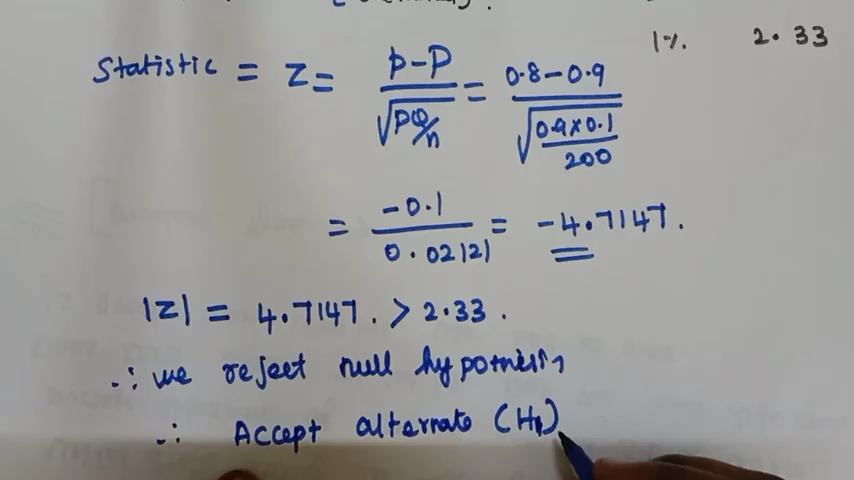 1%. 2.33
Statistic = Z = p-P / √PQ/n = 0.8-0.9 / √0.9×0.1/200
= -0.1 / 0.02121 = -4.7147.
|Z| = 4.7147. > 2.33.
∴ we reject null hypothesis
∴ Accept alternate (H1)